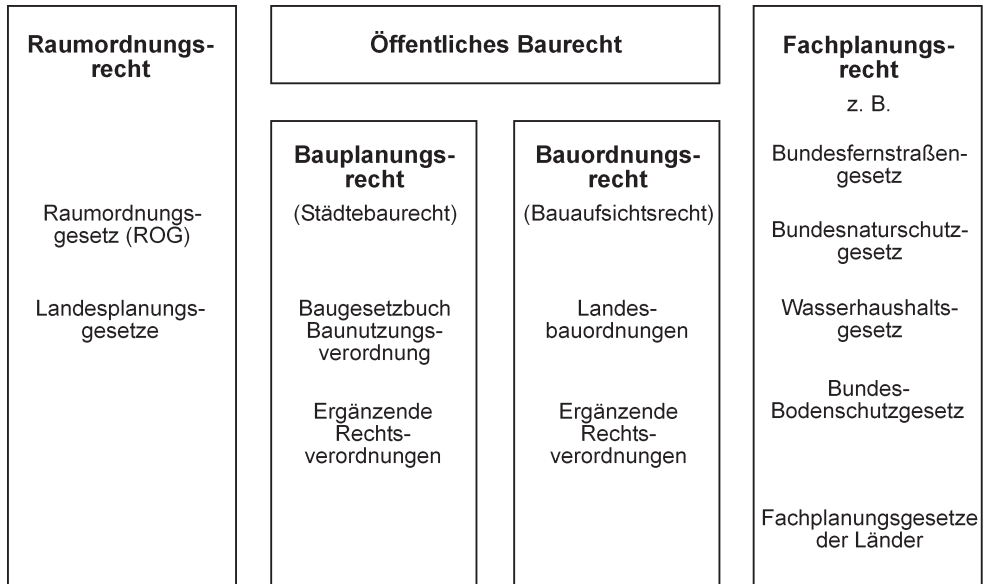 Raumordnungs-
recht
Raumordnungs-
gesetz (ROG)
Landesplanungs-
gesetze
Öffentliches Baurecht
Bauplanungs-
recht
(Städtebaurecht)
Baugesetzbuch
Baunutzungs-
verordnung
Ergänzende
Rechts-
verordnungen
Bauordnungs-
recht
(Bauaufsichtsrecht)
Landes-
bauordnungen
Ergänzende
Rechts-
verordnungen
Fachplanungs-
recht
z. B.
Bundesfernstraßen-
gesetz
Bundesnaturschutz-
gesetz
Wasserhaushalts-
gesetz
Bundes-
Bodenschutzgesetz
Fachplanungsgesetze
der Länder